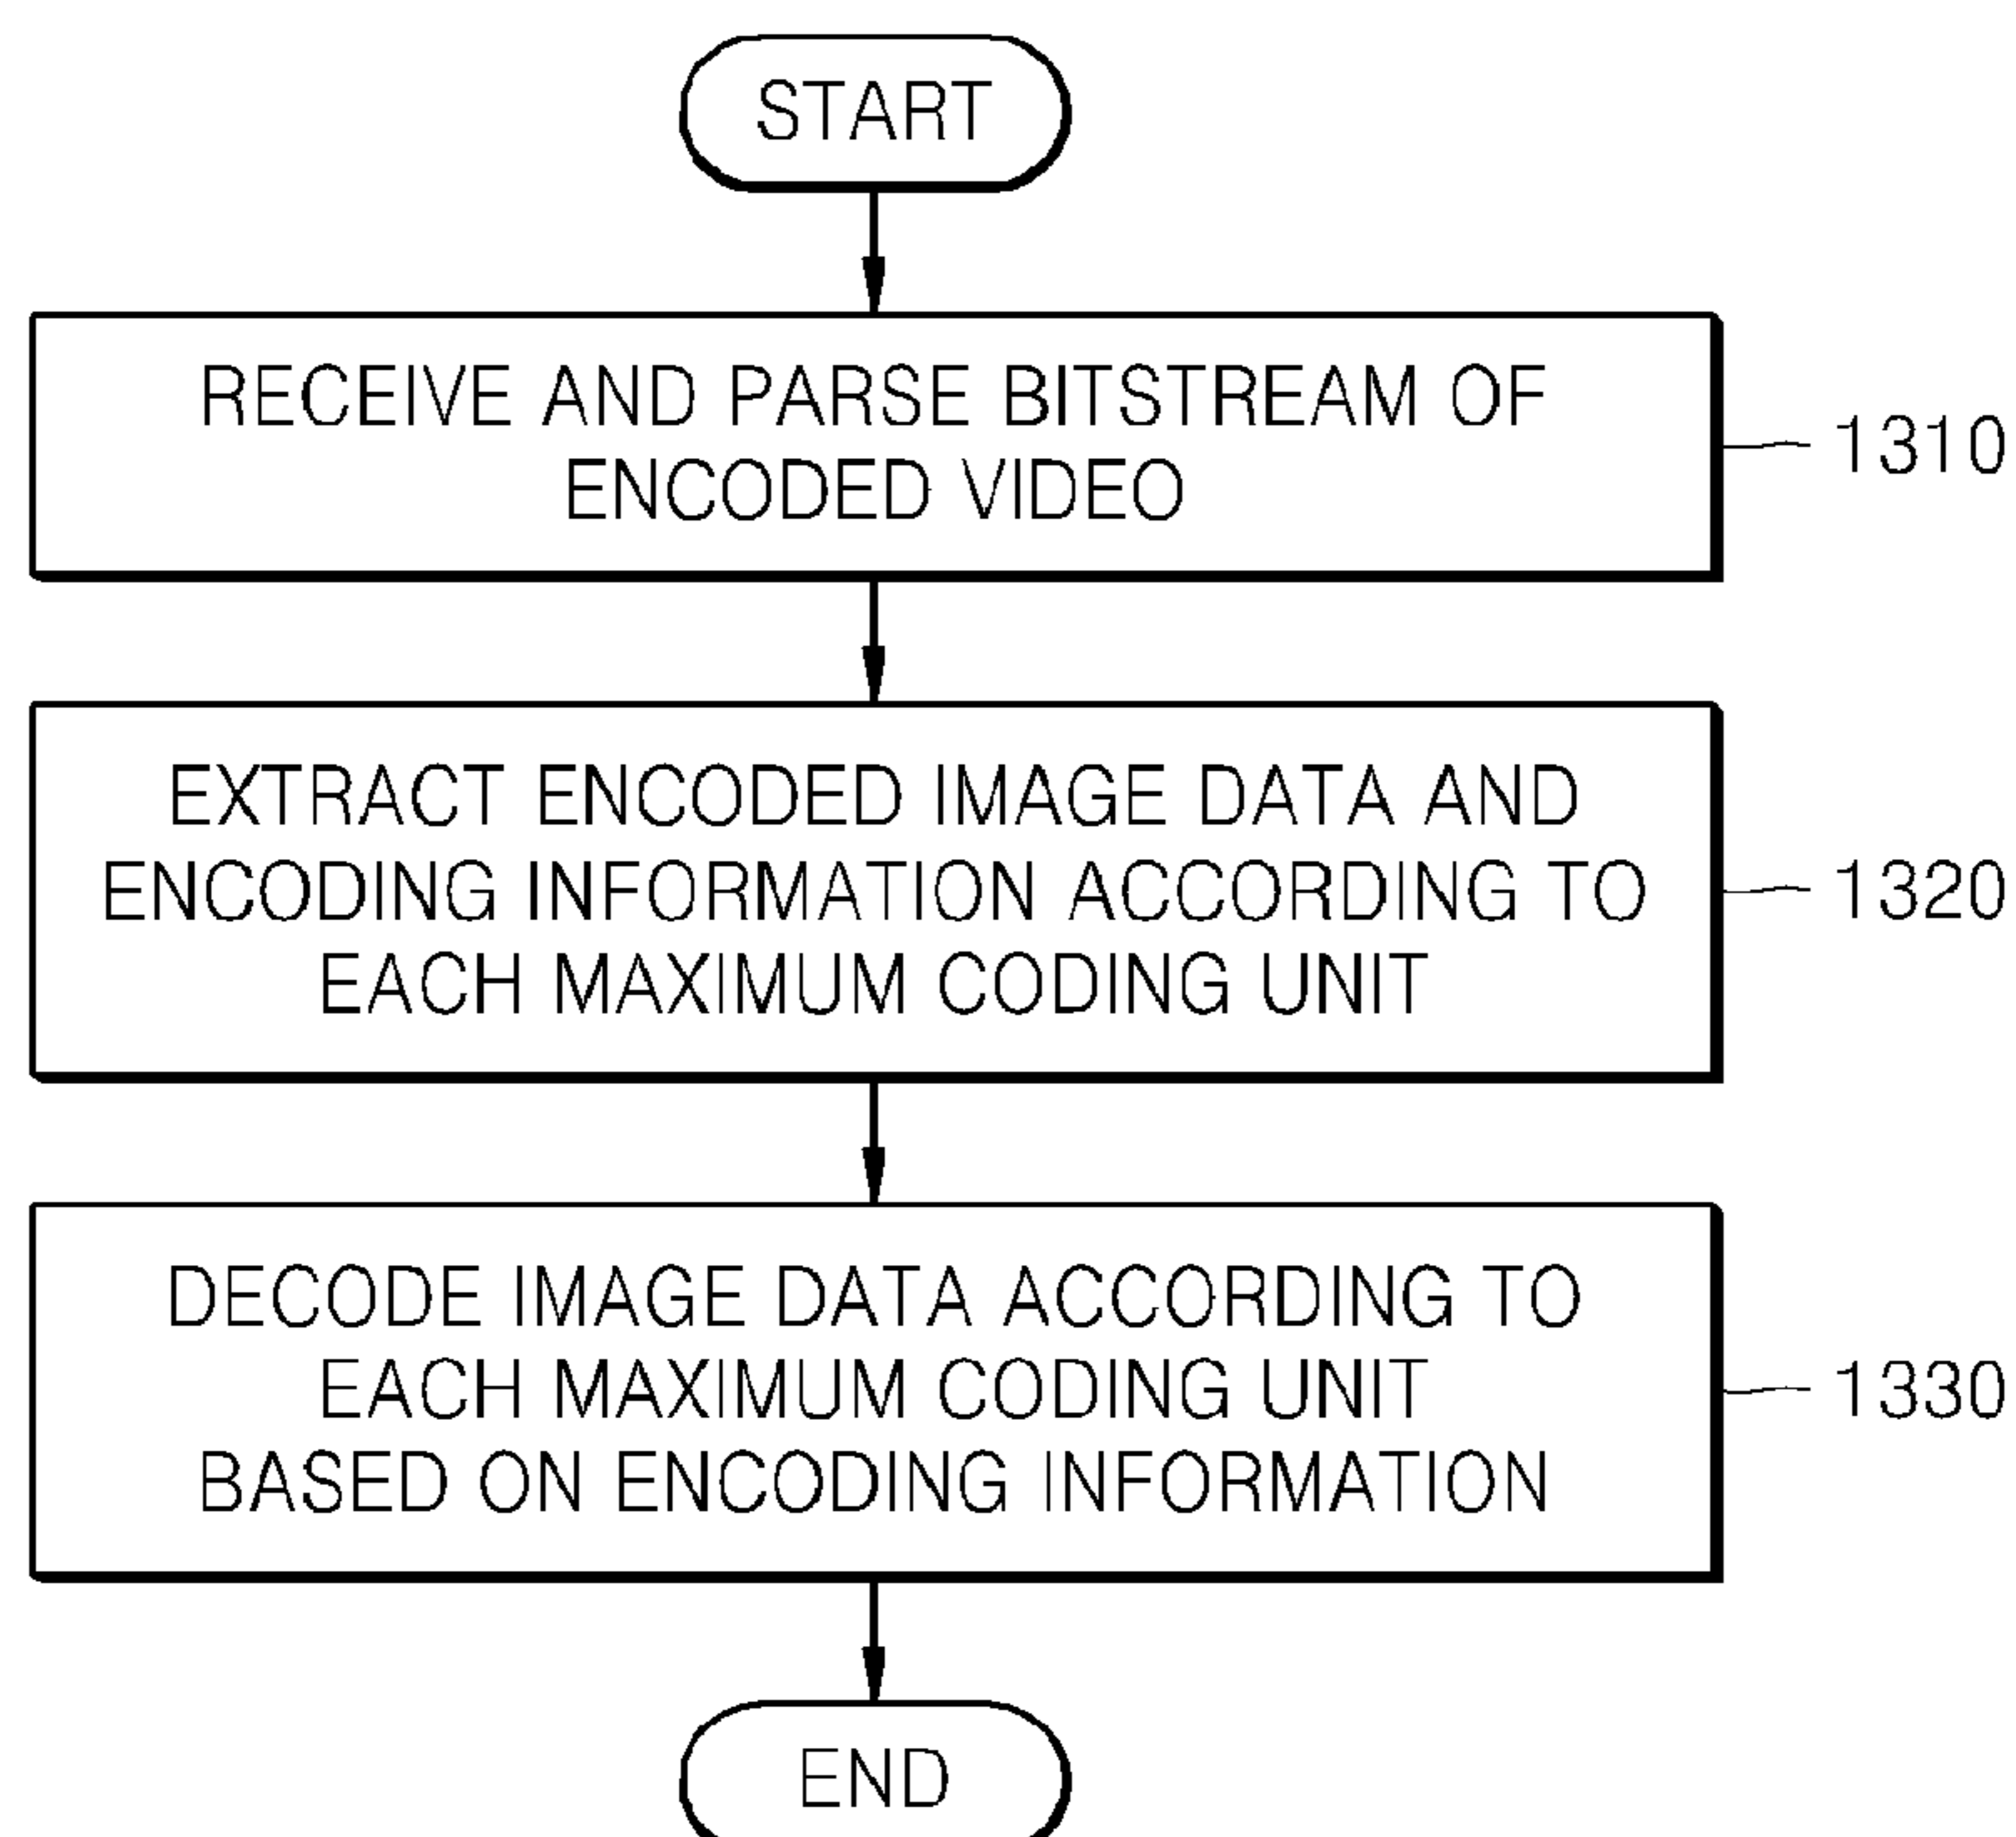 START
RECEIVE AND PARSE BITSTREAM OF
ENCODED VIDEO
1310
EXTRACT ENCODED IMAGE DATA AND
ENCODING INFORMATION ACCORDING TO
EACH MAXIMUM CODING UNIT
1320
DECODE IMAGE DATA ACCORDING TO
EACH MAXIMUM CODING UNIT
BASED ON ENCODING INFORMATION
1330
END